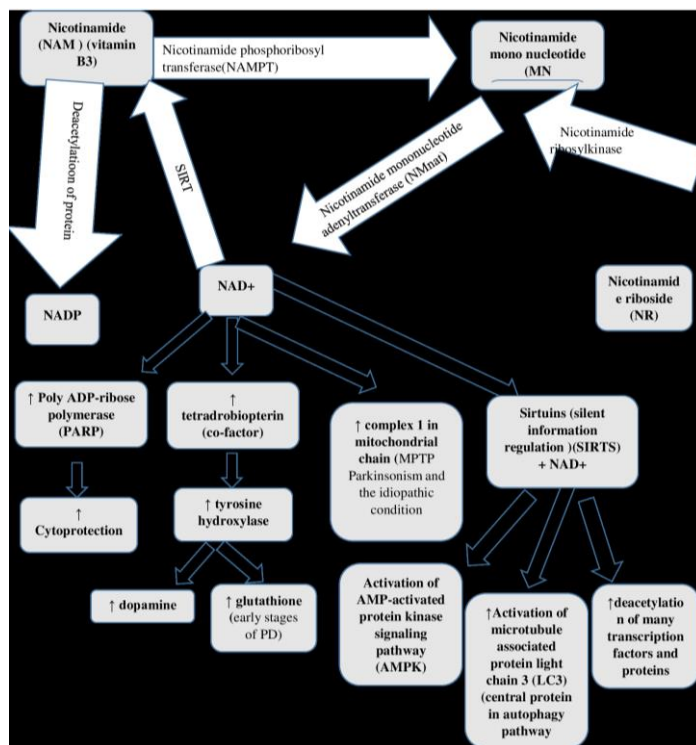 Nicotinamide
(NAM ) (vitamin
B3)
Nicotinamide phosphoribosyl
transferase(NAMPT)
Nicotinamide
mono nucleotide
(MN
Deacetylatioon of protein
SIRT
Nicotinamide mononucleotide
adenyltransferase (NMnat)
Nicotinamide
ribosylkinase
NADP
NAD+
Nicotinamid
e riboside
(NR)
↑ Poly ADP-ribose
polymerase
(PARP)
↑
tetradrobiopterin
(co-factor)
↑ complex 1 in
mitochondrial
chain (MPTP
Parkinsonism and
the idiopathic
condition
Sirtuins (silent
information
regulation )(SIRTS)
+ NAD+
↑
Cytoprotection
↑ tyrosine
hydroxylase
↑ dopamine
↑ glutathione
(early stages
of PD)
Activation of
AMP-activated
protein kinase
signaling
pathway
(AMPK)
↑Activation of
microtubule
associated
protein light
chain 3 (LC3)
(central protein
in autophagy
pathway
↑deacetylatio
n of many
transcription
factors and
proteins